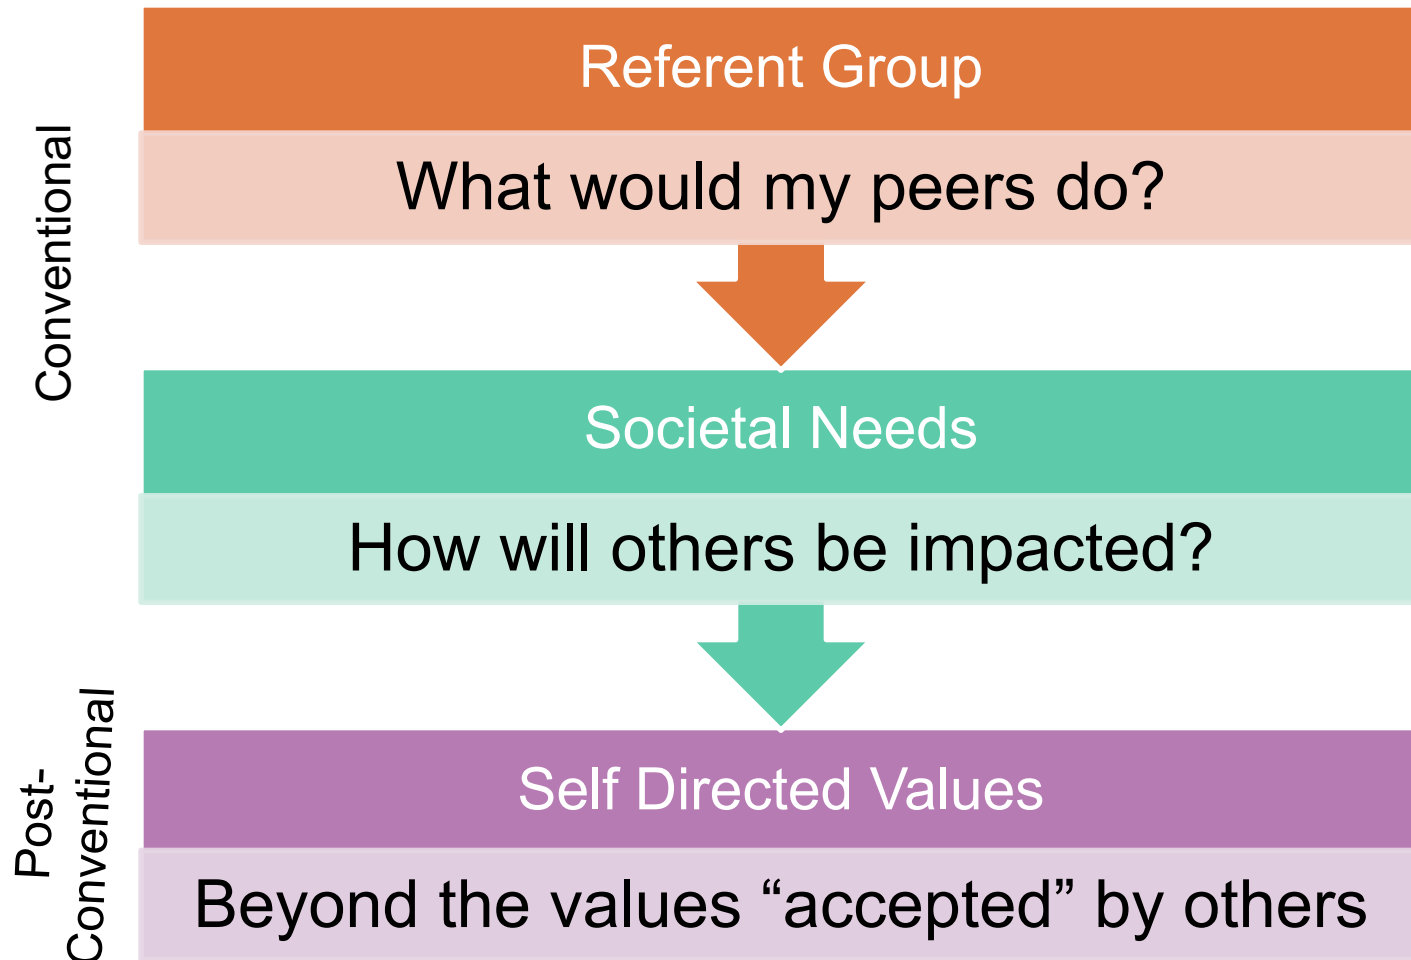 Conventional
Referent Group
What would my peers do?
Societal Needs
How will others be impacted?
Post-
Conventional
Self Directed Values
Beyond the values “accepted” by others